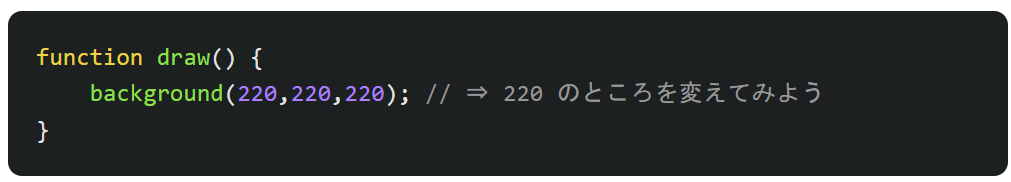 function draw() {
    background(220,220,220); // ⇒ 220 のところを変えてみよう
}